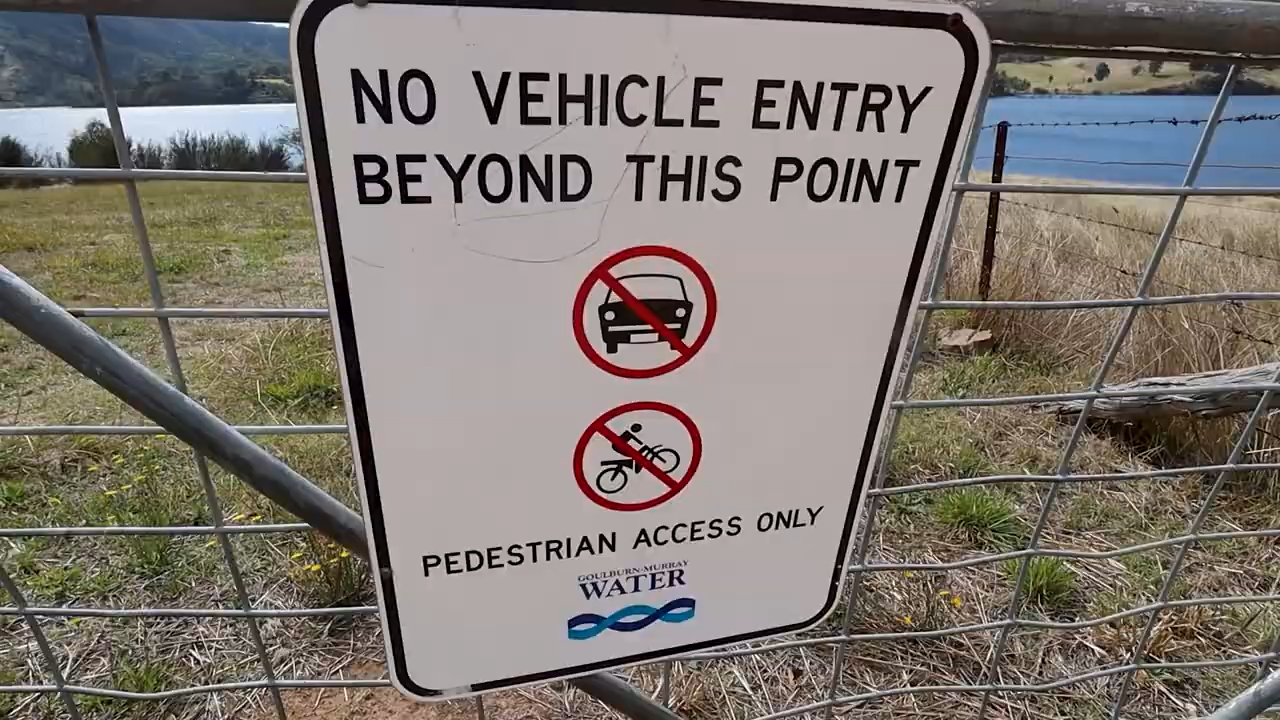 NO VEHICLE ENTRY
BEYOND THIS POINT
PEDESTRIAN ACCESS ONLY
GOULBURN-MURRAY
WATER